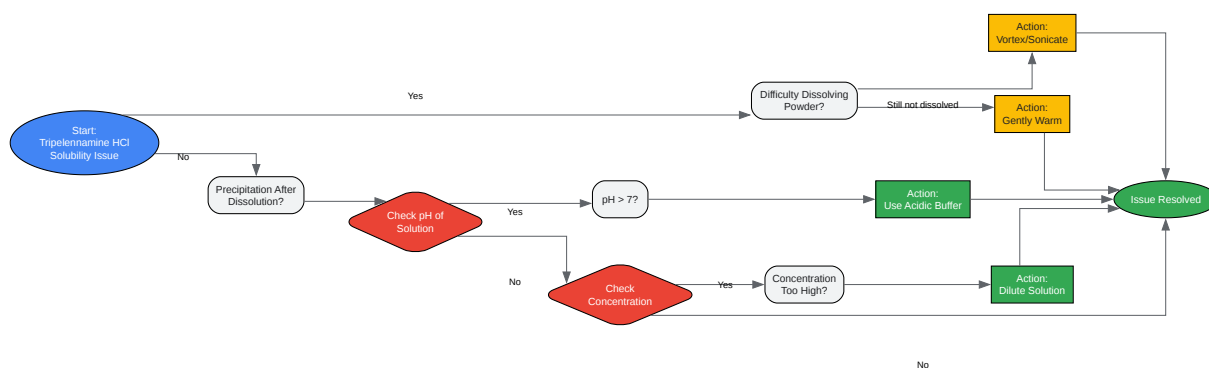 Start:
Tripelennamine HCl
Solubility Issue
Yes
No
Difficulty Dissolving
Powder?
Still not dissolved
Action:
Vortex/Sonicate
Action:
Gently Warm
Precipitation After
Dissolution?
Check pH of
Solution
Yes
pH > 7?
Action:
Use Acidic Buffer
Issue Resolved
No
Check
Concentration
Yes
Concentration
Too High?
Action:
Dilute Solution
No